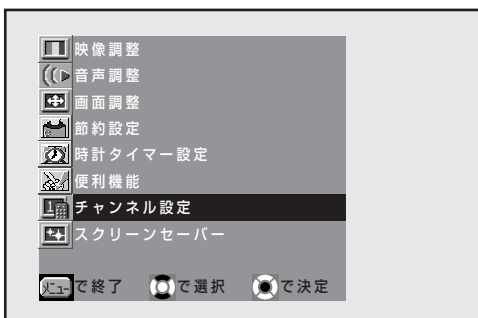 映像調整
音声調整
画面調整
節約設定
時計タイマー設定
便利機能
チャンネル設定
スクリーンセーバー
メニューで終了 で選択 で決定